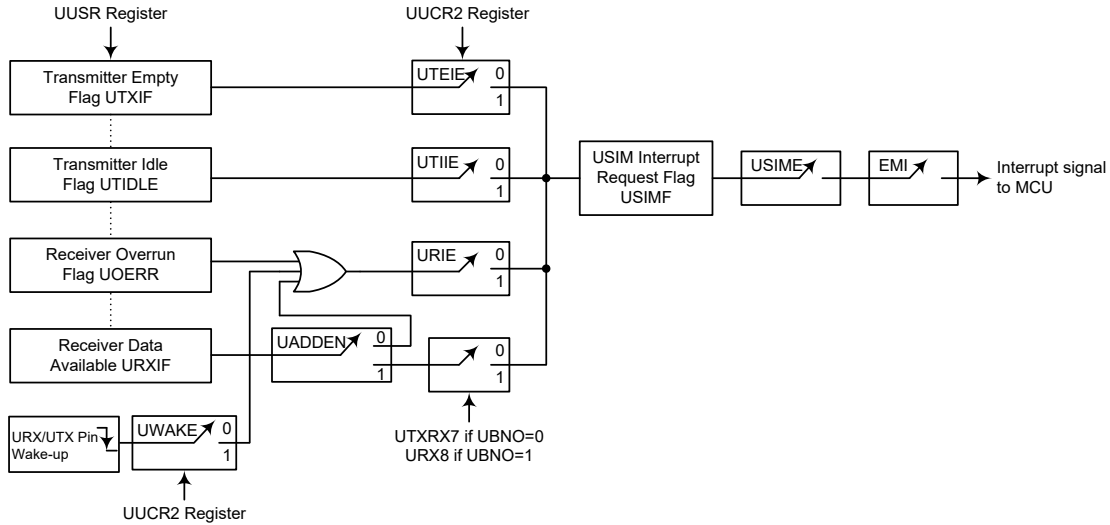 UUSR Register
UUCR2 Register
Transmitter Empty
Flag UTXIF
UTEIE
0
1
Transmitter Idle
Flag UTIDLE
UTIIE
0
1
USIM Interrupt
Request Flag
USIMF
USIME
EMI
Interrupt signal
to MCU
Receiver Overrun
Flag UOERR
URIE
0
1
Receiver Data
Available URXIF
UADDEN
0
1
0
1
URX/UTX Pin
Wake-up
UWAKE
0
1
UTXRX7 if UBNO=0
URX8 if UBNO=1
UUCR2 Register